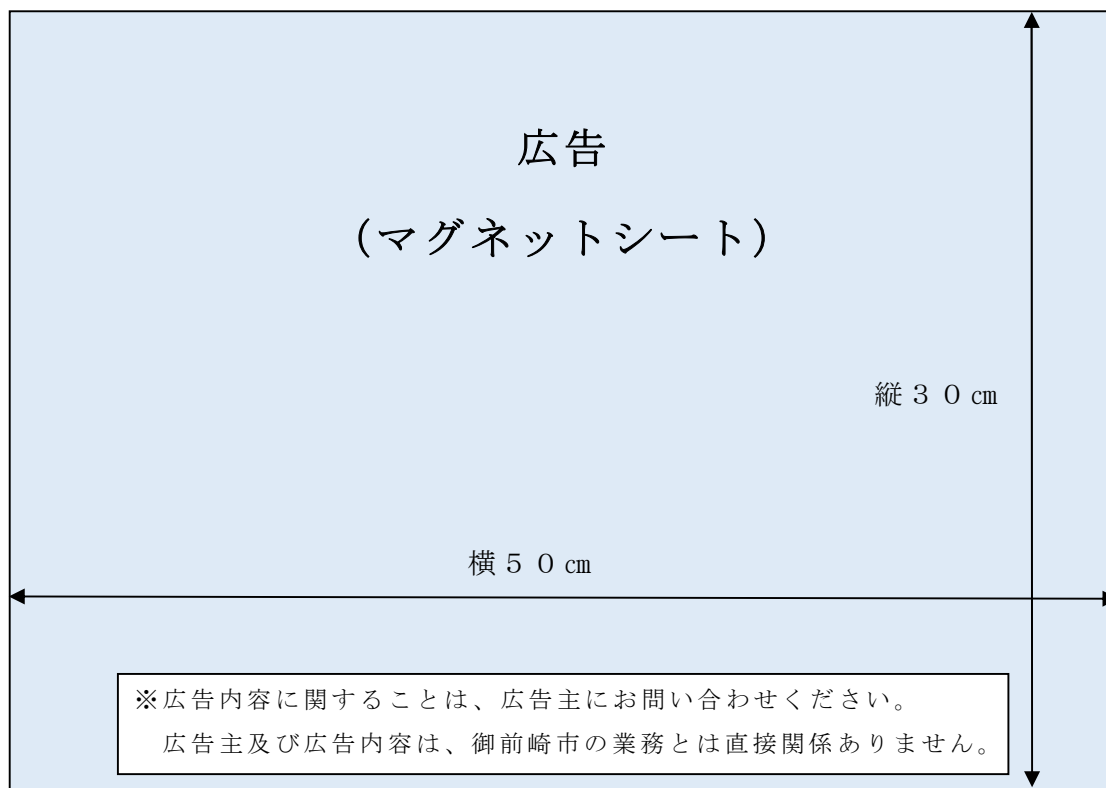 広告
(マグネットシート)
縦３０㎝
横５０㎝
※広告内容に関することは、広告主にお問い合わせください。
広告主及び広告内容は、御前崎市の業務とは直接関係ありません。